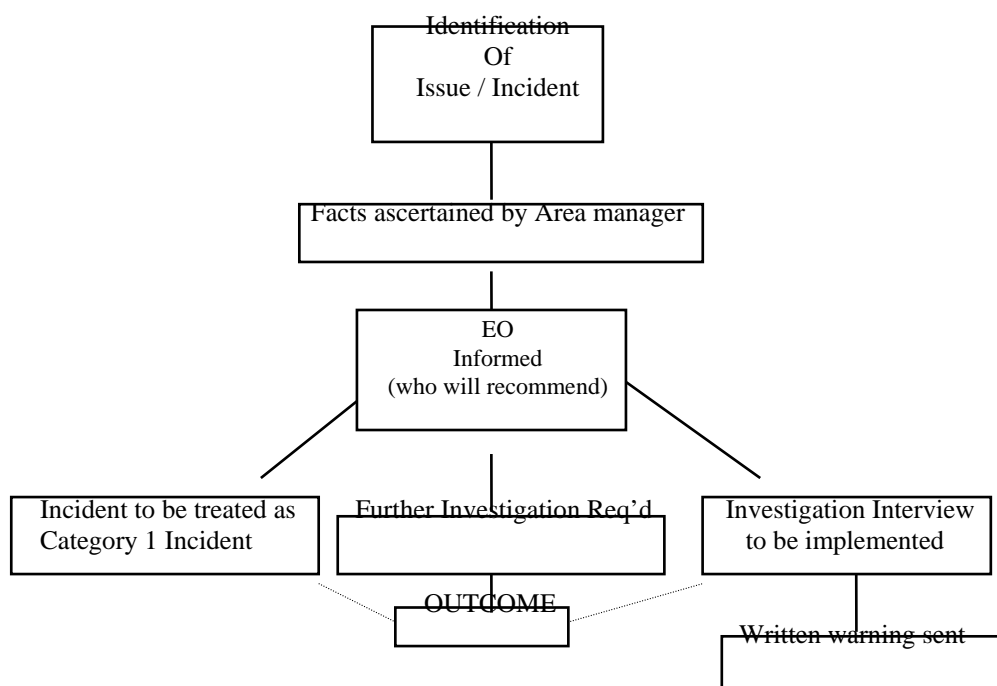 Identification
Of
Issue / Incident
Facts ascertained by Area manager
EO
Informed
(who will recommend)
Incident to be treated as
Category 1 Incident
Further Investigation Req’d
Investigation Interview
to be implemented
OUTCOME
Written warning sent